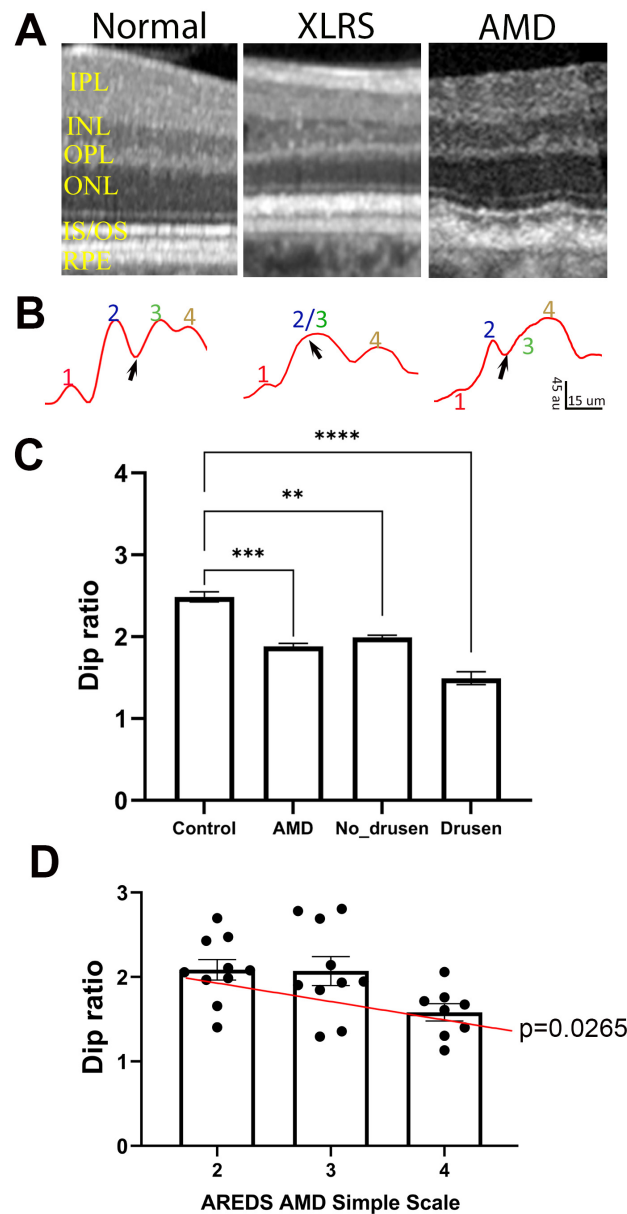 A Normal XLRS AMD
IPL
INL
OPL
ONL
IS/OS
RPE
B
1 2 3 4
1 2/3 4
1 2 3 4
45 au
15 um
C
****
**
***
4
3
2
1
0
Dip ratio
Control AMD No_drusen Drusen
D
3
2
1
0
Dip ratio
p=0.0265
2 3 4
AREDS AMD Simple Scale